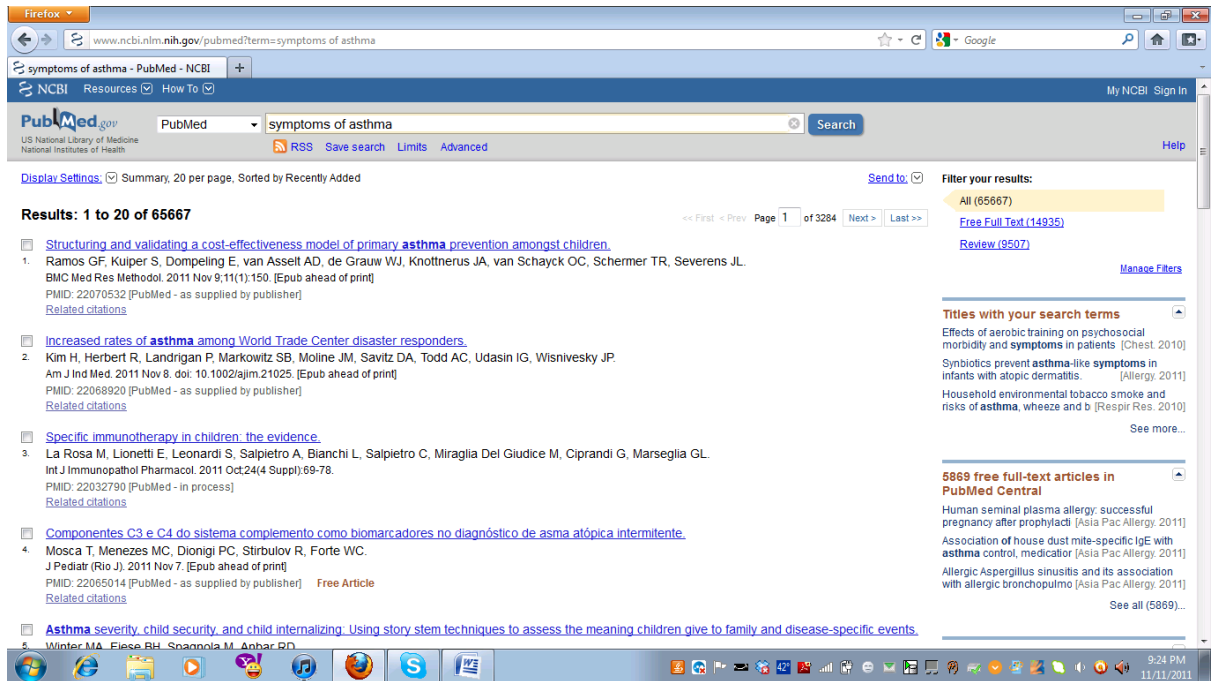 Firefox
www.ncbi.nlm.nih.gov/pubmed?term=symptoms of asthma
Google
symptoms of asthma - PubMed - NCBI
NCBI Resources How To
My NCBI Sign In
PubMed.gov
US National Library of Medicine
National Institutes of Health
PubMed
symptoms of asthma
Search
RSS Save search Limits Advanced
Help
Display Settings: Summary, 20 per page, Sorted by Recently Added
Send to:
Results: 1 to 20 of 65667
<< First < Prev Page 1 of 3284 Next > Last >>
Structuring and validating a cost-effectiveness model of primary asthma prevention amongst children.
1. Ramos GF, Kuiper S, Dompeling E, van Asselt AD, de Grauw WJ, Knottnerus JA, van Schayck OC, Schermer TR, Severens JL.
BMC Med Res Methodol. 2011 Nov 9;11(1):150. [Epub ahead of print]
PMID: 22070532 [PubMed - as supplied by publisher]
Related citations
Increased rates of asthma among World Trade Center disaster responders.
2. Kim H, Herbert R, Landrigan P, Markowitz SB, Moline JM, Savitz DA, Todd AC, Udasin IG, Wisnivesky JP.
Am J Ind Med. 2011 Nov 8. doi: 10.1002/ajim.21025. [Epub ahead of print]
PMID: 22068920 [PubMed - as supplied by publisher]
Related citations
Specific immunotherapy in children: the evidence.
3. La Rosa M, Lionetti E, Leonardi S, Salpietro A, Bianchi L, Salpietro C, Miraglia Del Giudice M, Ciprandi G, Marseglia GL.
Int J Immunopathol Pharmacol. 2011 Oct;24(4 Suppl):69-78.
PMID: 22032790 [PubMed - in process]
Related citations
Componentes C3 e C4 do sistema complemento como biomarcadores no diagnóstico de asma atópica intermitente.
4. Mosca T, Menezes MC, Dionigi PC, Stirbulov R, Forte WC.
J Pediatr (Rio J). 2011 Nov 7. [Epub ahead of print]
PMID: 22065014 [PubMed - as supplied by publisher] Free Article
Related citations
Asthma severity, child security, and child internalizing: Using story stem techniques to assess the meaning children give to family and disease-specific events.
5. Winter MA, Fiese BH, Spagnola M, Anbar RD.
Filter your results:
All (65667)
Free Full Text (14935)
Review (9507)
Manage Filters
Titles with your search terms
Effects of aerobic training on psychosocial
morbidity and symptoms in patients [Chest. 2010]
Synbiotics prevent asthma-like symptoms in
infants with atopic dermatitis. [Allergy. 2011]
Household environmental tobacco smoke and
risks of asthma, wheeze and b [Respir Res. 2010]
See more...
5869 free full-text articles in
PubMed Central
Human seminal plasma allergy: successful
pregnancy after prophylacti [Asia Pac Allergy. 2011]
Association of house dust mite-specific IgE with
asthma control, medicatior [Asia Pac Allergy. 2011]
Allergic Aspergillus sinusitis and its association
with allergic bronchopulmo [Asia Pac Allergy. 2011]
See all (5869)...
42°
9:24 PM
11/11/2011